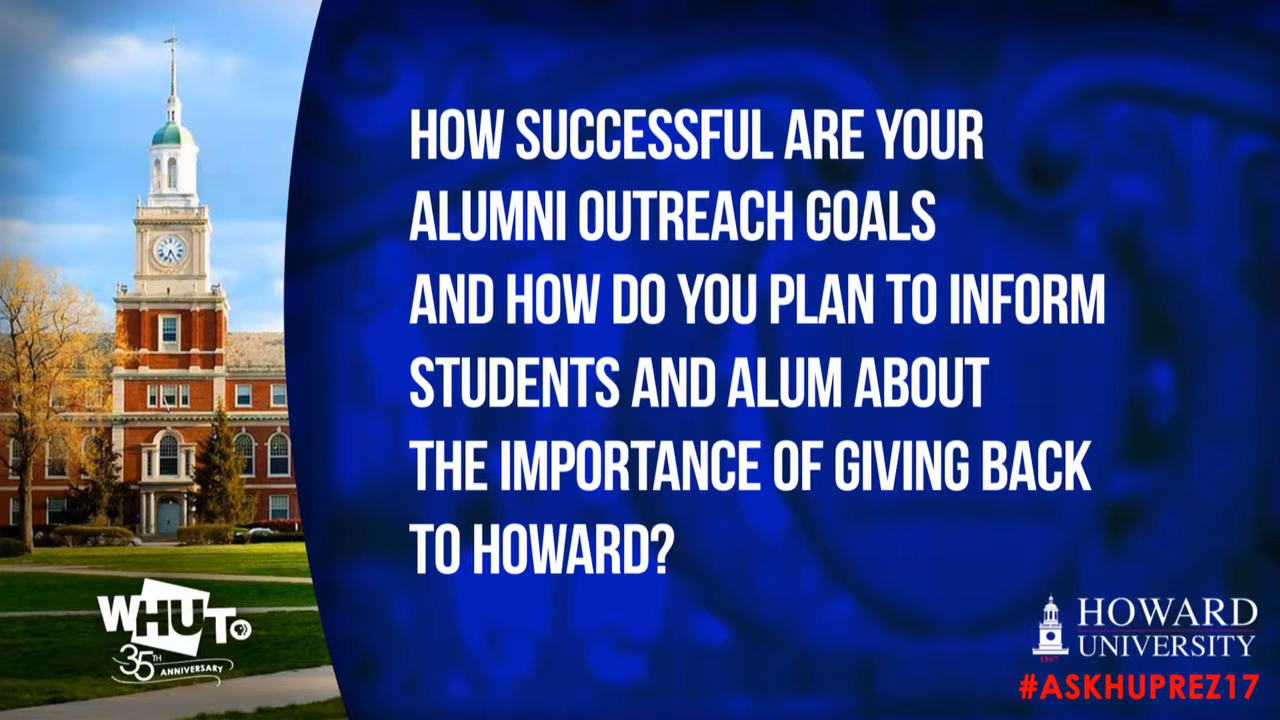 HOW SUCCESSFUL ARE YOUR
ALUMNI OUTREACH GOALS
AND HOW DO YOU PLAN TO INFORM
STUDENTS AND ALUM ABOUT
THE IMPORTANCE OF GIVING BACK
TO HOWARD?
WHUT
35TH ANNIVERSARY
HOWARD
UNIVERSITY
1867
#ASKHUPREZ17